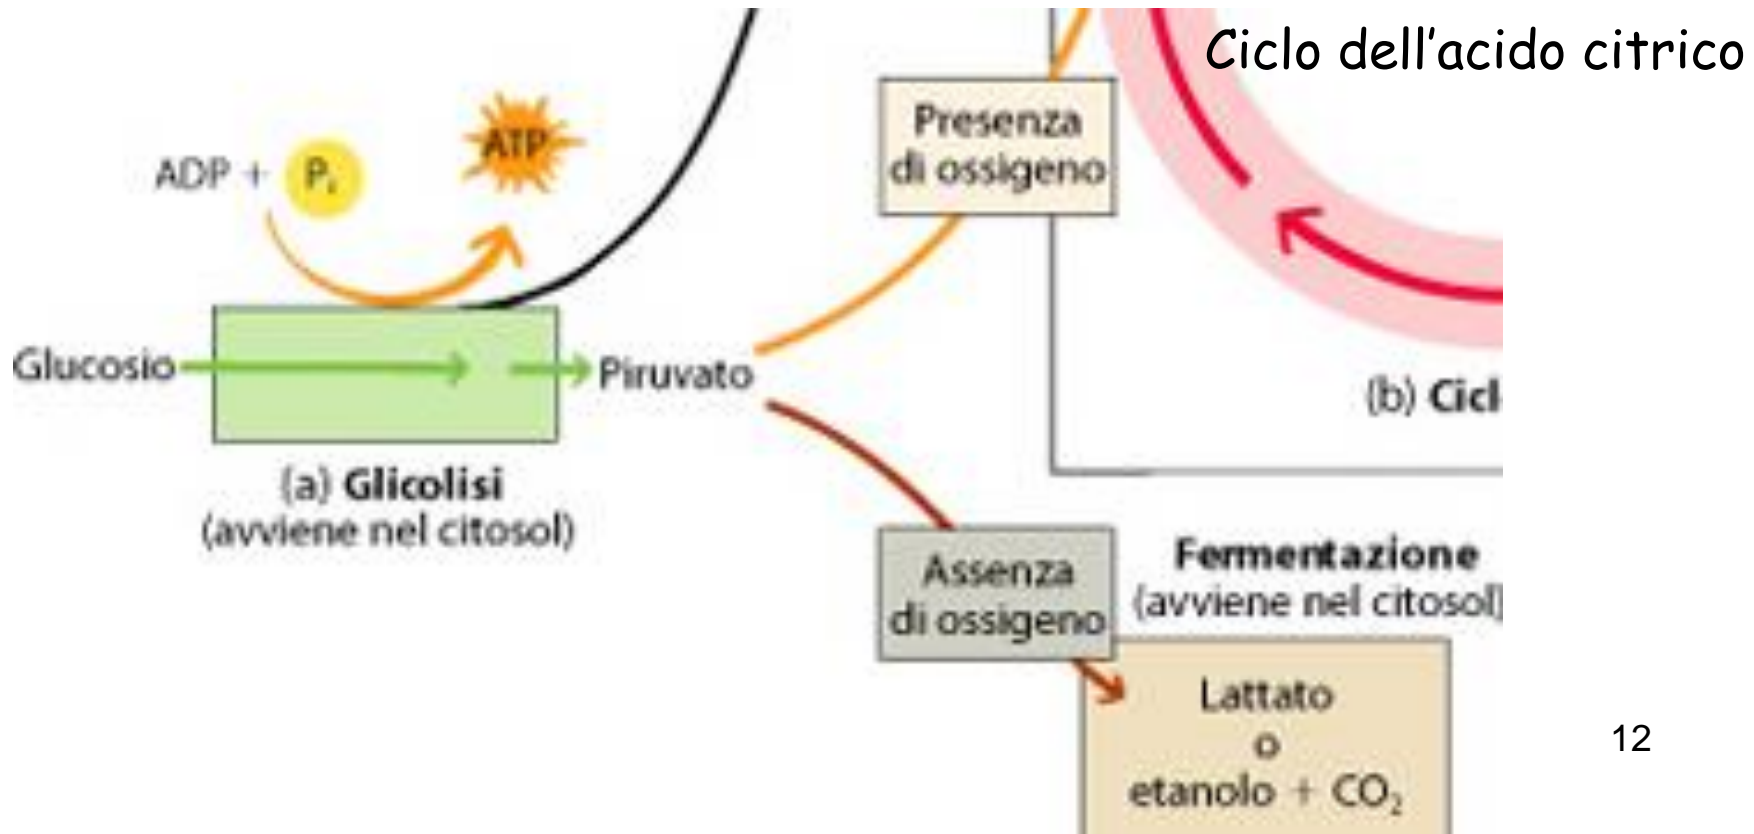 Ciclo dell'acido citrico
Presenza
di ossigeno
ATP
ADP + Pi
Glucosio
Piruvato
(b) Cicl
(a) Glicolisi
(avviene nel citosol)
Assenza
di ossigeno
Fermentazione
(avviene nel citosol)
Lattato
o
etanolo + CO₂
12